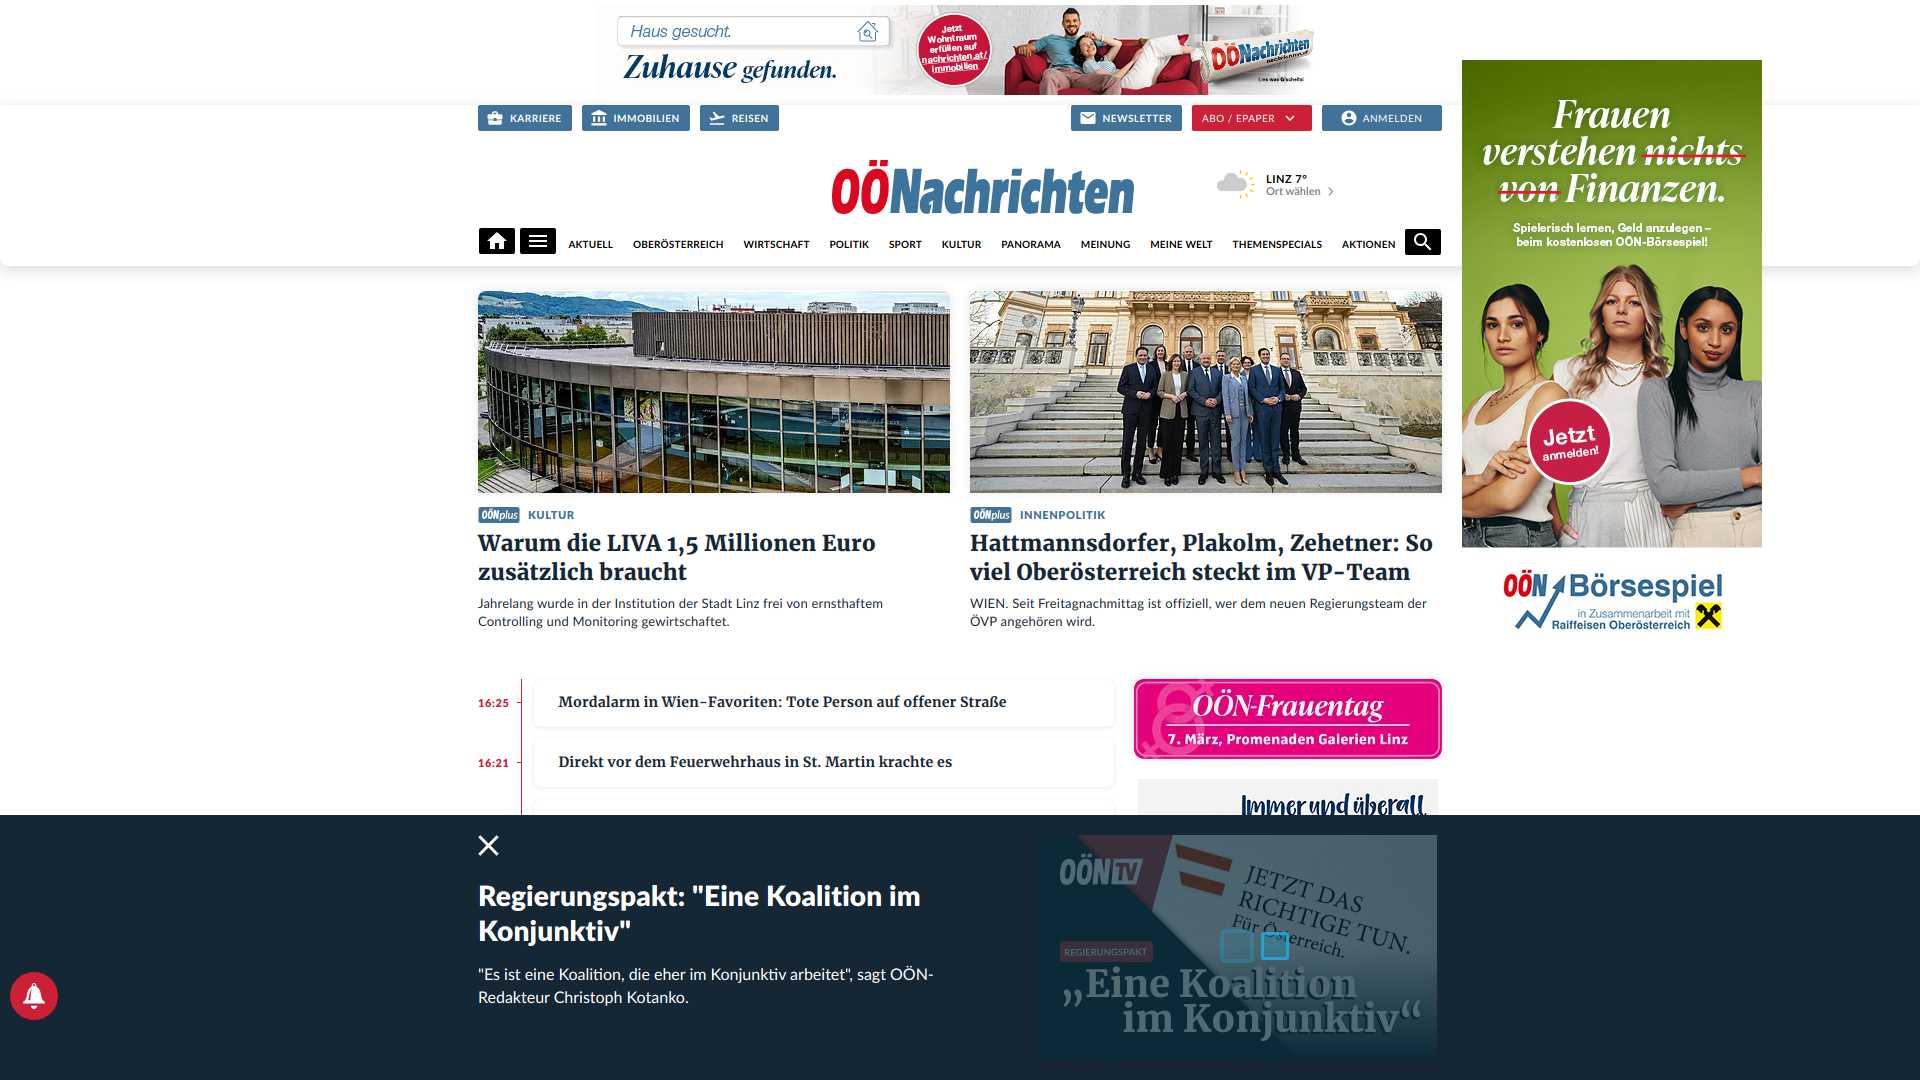 Haus gesucht.
Zuhause gefunden.
Jetzt
Wohntraum
erfüllen auf
nachrichten.at/
immobilien
OÖNachrichten
Lies was G'scheits!
KARRIERE
IMMOBILIEN
REISEN
NEWSLETTER
ABO / EPAPER
ANMELDEN
OÖNachrichten
LINZ 7°
Ort wählen
AKTUELL OBERÖSTERREICH WIRTSCHAFT POLITIK SPORT KULTUR PANORAMA MEINUNG MEINE WELT THEMENSPECIALS AKTIONEN
Frauen
verstehen nichts
von Finanzen.
Spielerisch lernen, Geld anzulegen –
beim kostenlosen OÖN-Börsespiel!
Jetzt
anmelden!
OÖN Börsespiel
in Zusammenarbeit mit
Raiffeisen Oberösterreich
OÖNplus KULTUR
Warum die LIVA 1,5 Millionen Euro
zusätzlich braucht
Jahrelang wurde in der Institution der Stadt Linz frei von ernsthaftem
Controlling und Monitoring gewirtschaftet.
OÖNplus INNENPOLITIK
Hattmannsdorfer, Plakolm, Zehetner: So
viel Oberösterreich steckt im VP-Team
WIEN. Seit Freitagnachmittag ist offiziell, wer dem neuen Regierungsteam der
ÖVP angehören wird.
16:25 Mordalarm in Wien-Favoriten: Tote Person auf offener Straße
16:21 Direkt vor dem Feuerwehrhaus in St. Martin krachte es
OÖN-Frauentag
7. März, Promenaden Galerien Linz
Immer und überall
Regierungspakt: "Eine Koalition im
Konjunktiv"
"Es ist eine Koalition, die eher im Konjunktiv arbeitet", sagt OÖN-
Redakteur Christoph Kotanko.
OÖN TV
JETZT DAS
RICHTIGE TUN.
Für Österreich.
REGIERUNGSPAKT
„Eine Koalition
im Konjunktiv“